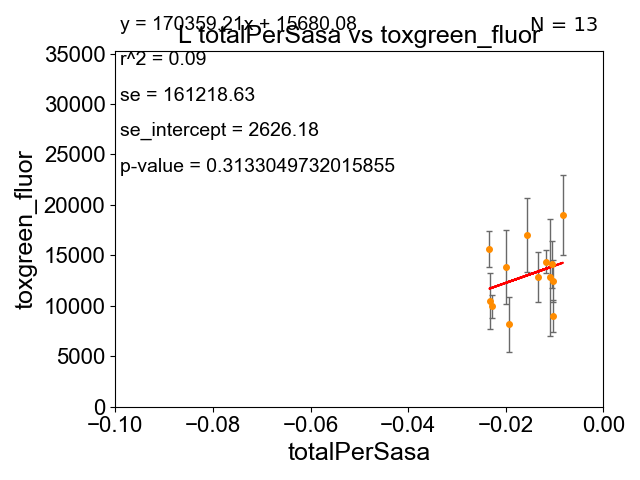 y = 170359.21x + 15680.08
N = 13
L totalPerSasa vs toxgreen_fluor
r^2 = 0.09
se = 161218.63
se_intercept = 2626.18
p-value = 0.3133049732015855
35000
30000
25000
20000
15000
10000
5000
0
toxgreen_fluor
−0.10 −0.08 −0.06 −0.04 −0.02 0.00
totalPerSasa